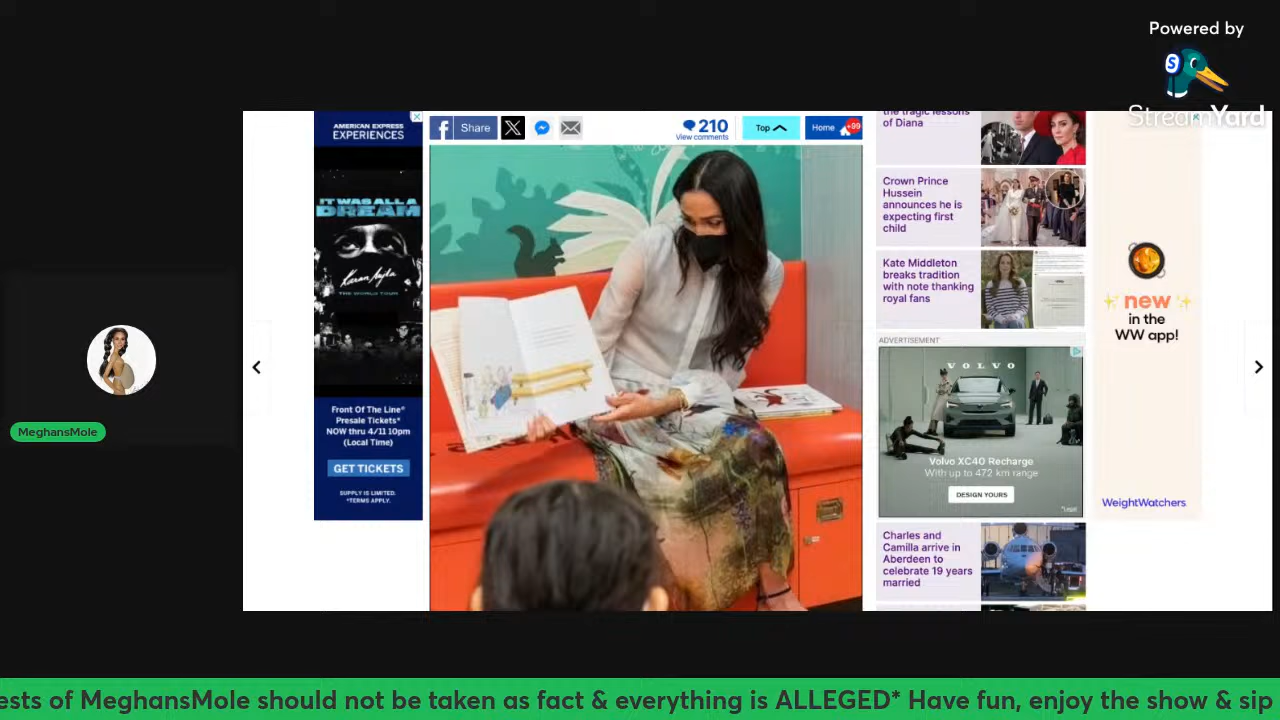 Powered by
StreamYard
AMERICAN EXPRESS
EXPERIENCES
IT WAS ALL A
DREAM
THE WORLD TOUR
Front Of The Line®
Presale Tickets*
NOW thru 4/11 10pm
(Local Time)
GET TICKETS
SUPPLY IS LIMITED.
*TERMS APPLY.
Share
210
View comments
Top
Home
+99
the tragic lessons
of Diana
Crown Prince
Hussein
announces he is
expecting first
child
Kate Middleton
breaks tradition
with note thanking
royal fans
ADVERTISEMENT
VOLVO
Volvo XC40 Recharge
With up to 472 km range
DESIGN YOURS
Charles and
Camilla arrive in
Aberdeen to
celebrate 19 years
married
new
in the
WW app!
WeightWatchers
MeghansMole
ests of MeghansMole should not be taken as fact & everything is ALLEGED* Have fun, enjoy the show & sip